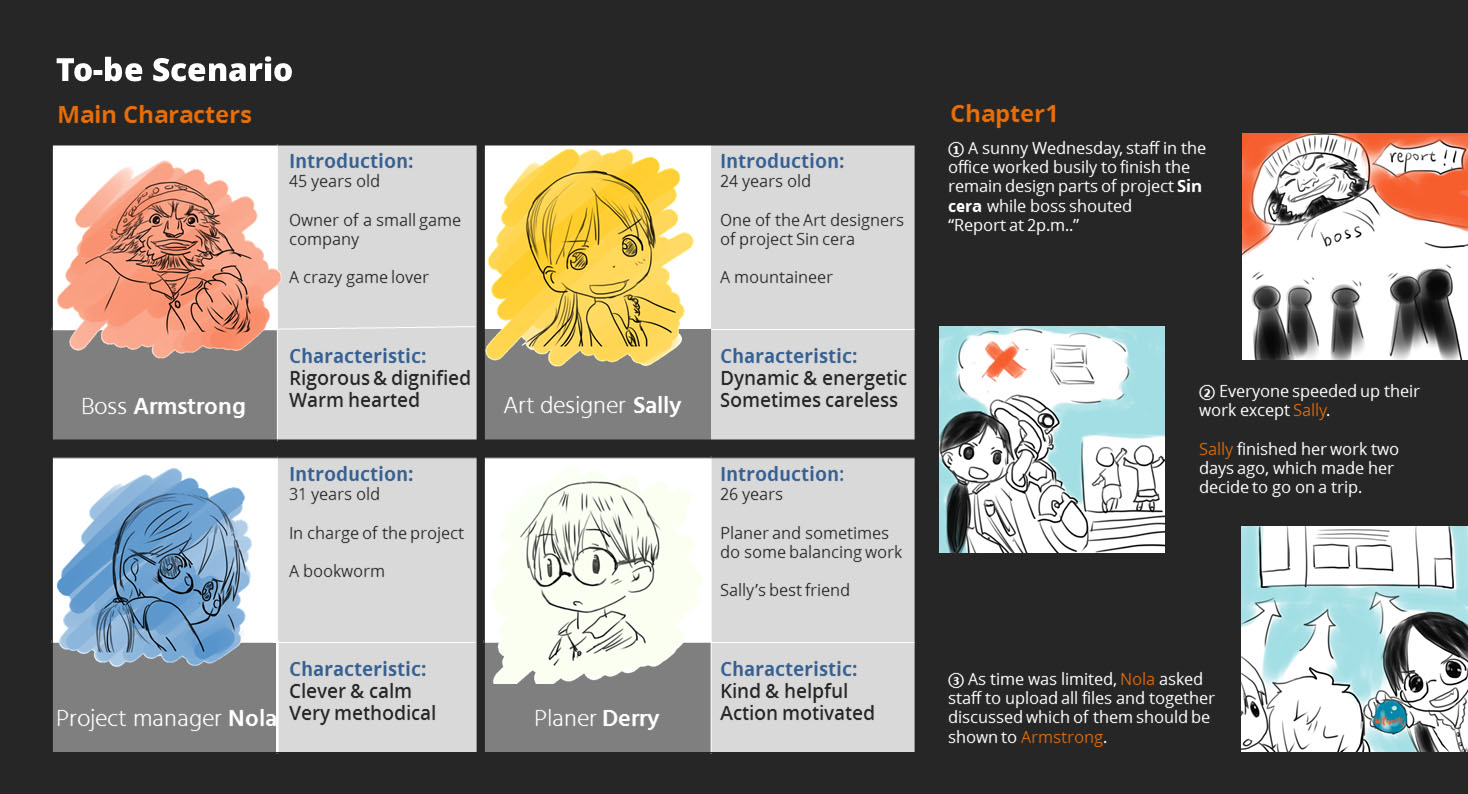 To-be Scenario
Main Characters
Introduction:
45 years old
Owner of a small game
company
A crazy game lover
Characteristic:
Rigorous & dignified
Warm hearted
Boss Armstrong
Introduction:
24 years old
One of the Art designers
of project Sin cera
A mountaineer
Characteristic:
Dynamic & energetic
Sometimes careless
Art designer Sally
Introduction:
31 years old
In charge of the project
A bookworm
Characteristic:
Clever & calm
Very methodical
Project manager Nola
Introduction:
26 years
Planer and sometimes
do some balancing work
Sally’s best friend
Characteristic:
Kind & helpful
Action motivated
Planer Derry
Chapter1
① A sunny Wednesday, staff in the
office worked busily to finish the
remain design parts of project Sin
cera while boss shouted
“Report at 2p.m..”
report !!
boss
② Everyone speeded up their
work except Sally.
Sally finished her work two
days ago, which made her
decide to go on a trip.
③ As time was limited, Nola asked
staff to upload all files and together
discussed which of them should be
shown to Armstrong.